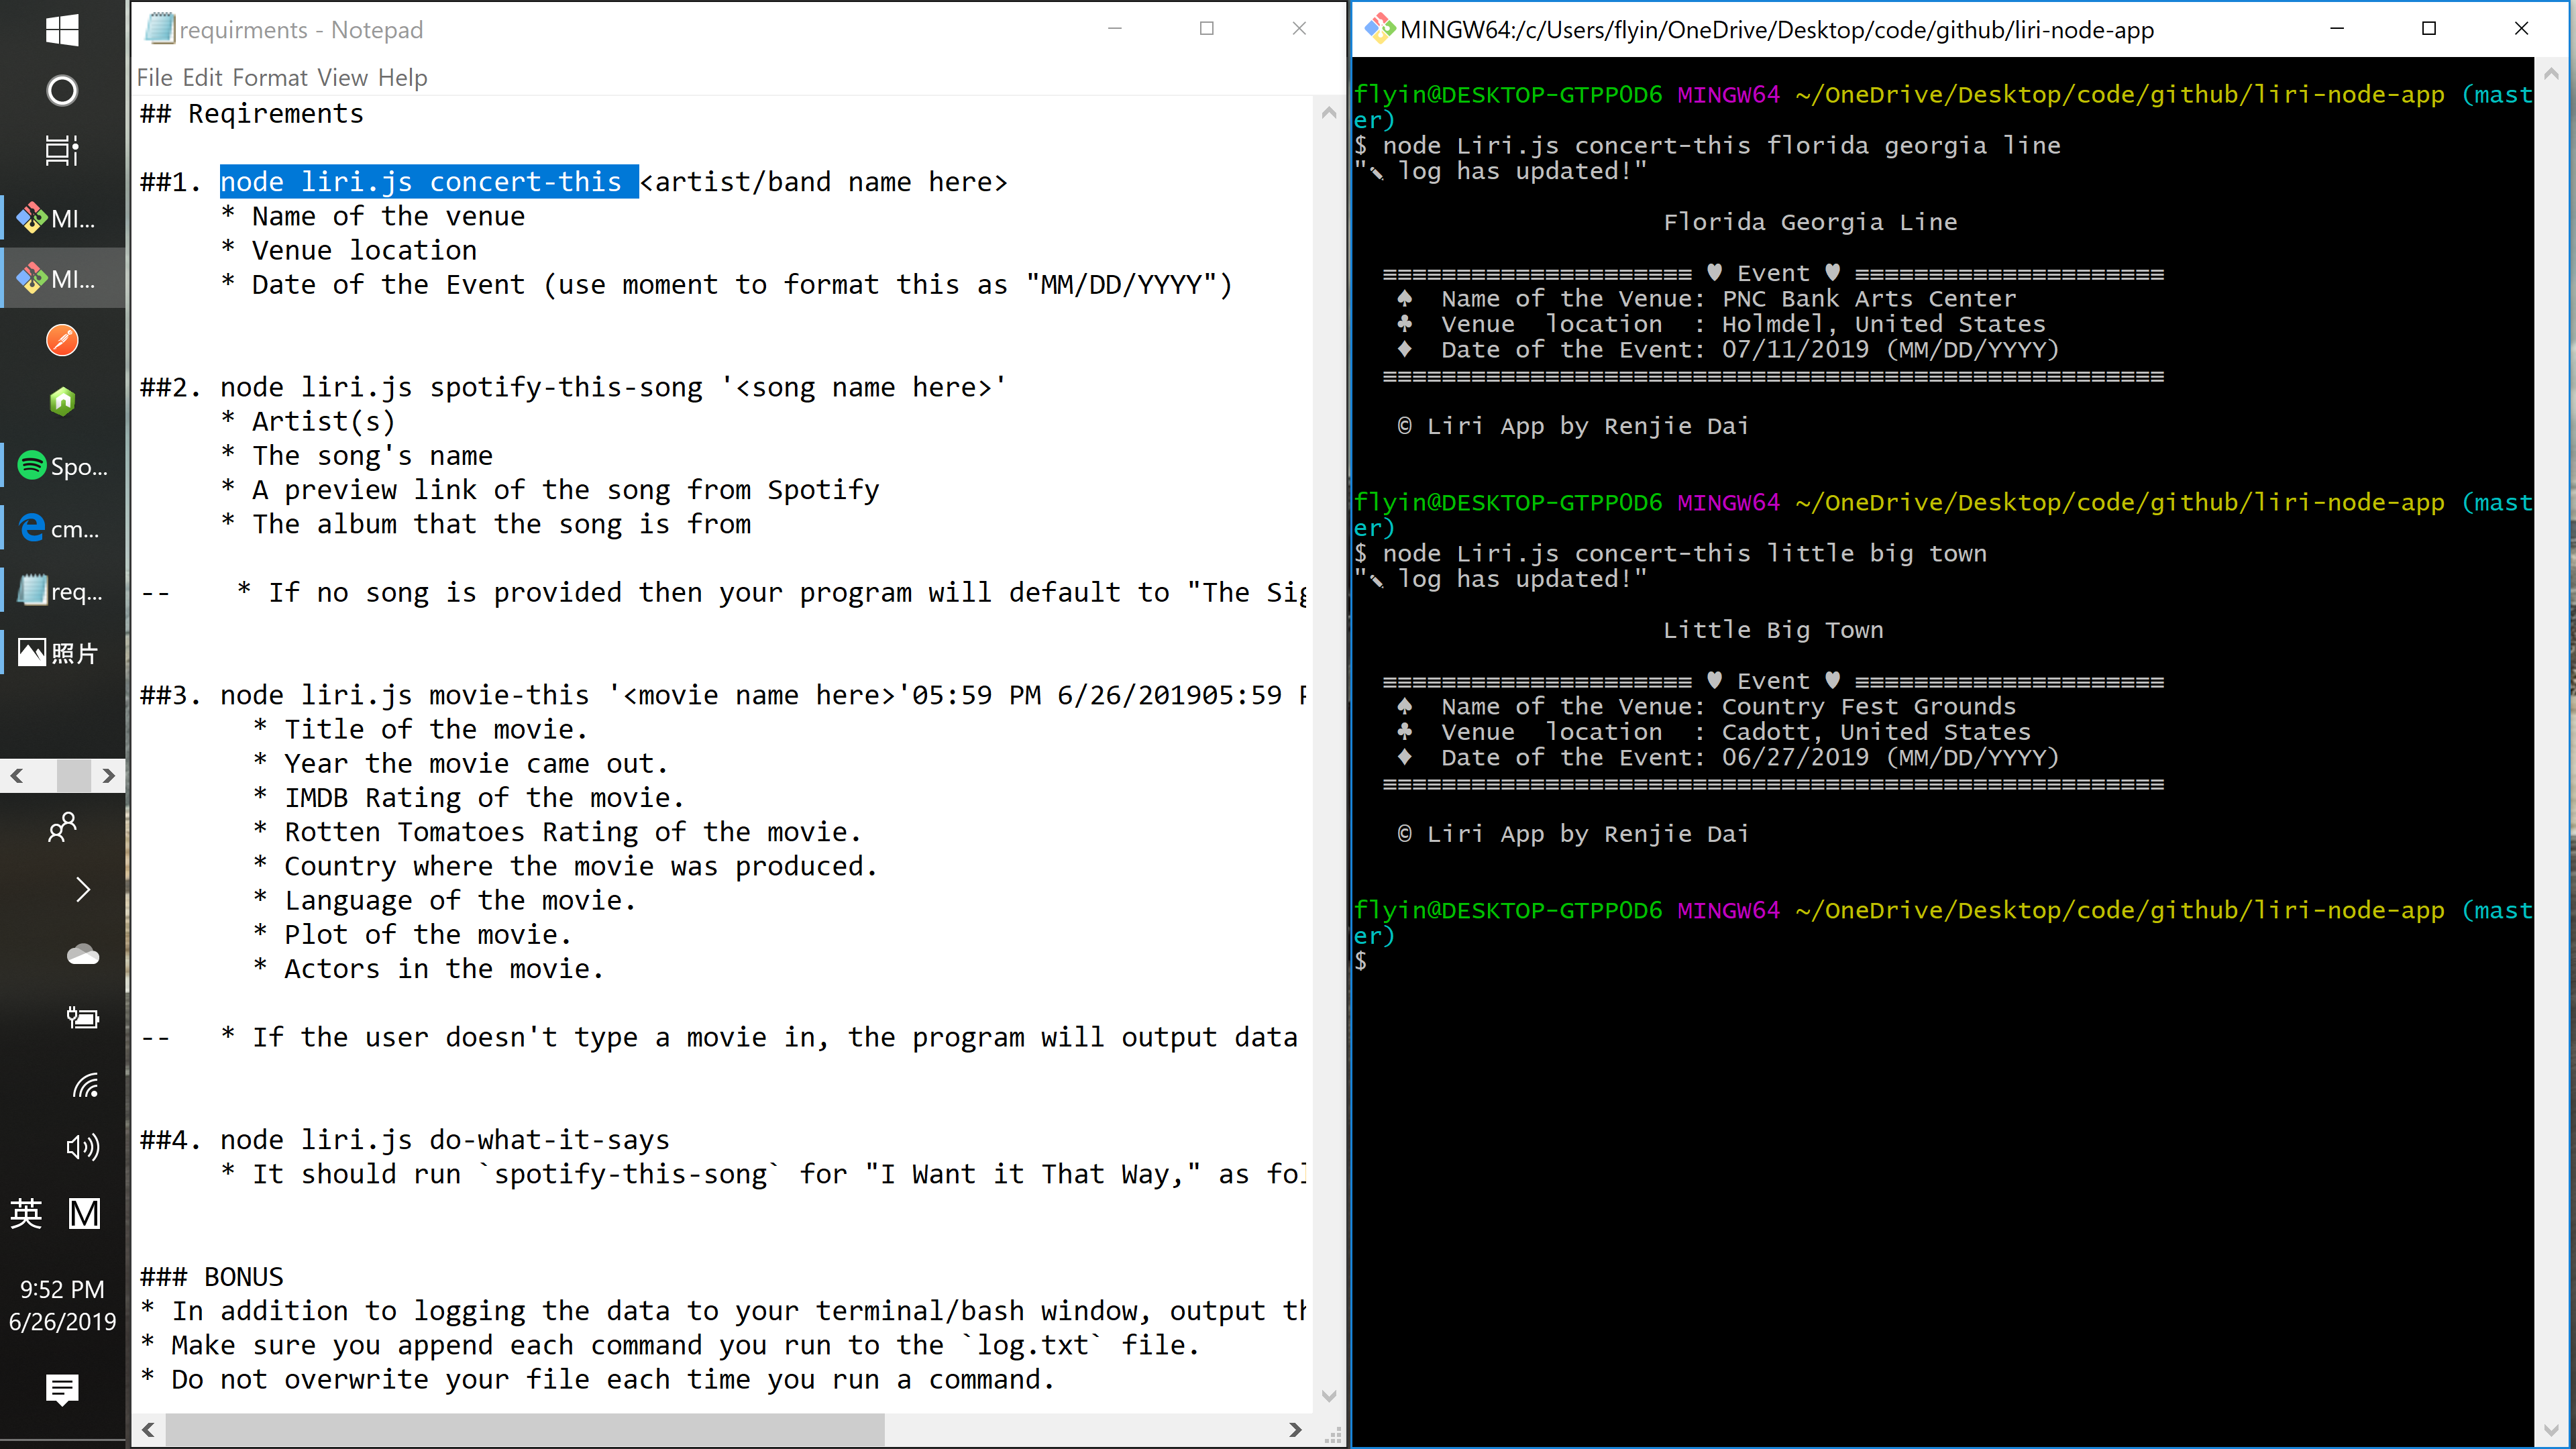 requirments - Notepad
File Edit Format View Help
## Reqirements
##1. node liri.js concert-this <artist/band name here>
* Name of the venue
* Venue location
* Date of the Event (use moment to format this as "MM/DD/YYYY")
##2. node liri.js spotify-this-song '<song name here>'
* Artist(s)
* The song's name
* A preview link of the song from Spotify
* The album that the song is from
-- * If no song is provided then your program will default to "The Sig
##3. node liri.js movie-this '<movie name here>'05:59 PM 6/26/201905:59 P
* Title of the movie.
* Year the movie came out.
* IMDB Rating of the movie.
* Rotten Tomatoes Rating of the movie.
* Country where the movie was produced.
* Language of the movie.
* Plot of the movie.
* Actors in the movie.
-- * If the user doesn't type a movie in, the program will output data
##4. node liri.js do-what-it-says
* It should run `spotify-this-song` for "I Want it That Way," as fol
### BONUS
* In addition to logging the data to your terminal/bash window, output th
* Make sure you append each command you run to the `log.txt` file.
* Do not overwrite your file each time you run a command.
MINGW64:/c/Users/flyin/OneDrive/Desktop/code/github/liri-node-app
flyin@DESKTOP-GTPP0D6 MINGW64 ~/OneDrive/Desktop/code/github/liri-node-app (mast
er)
$ node Liri.js concert-this florida georgia line
"✎ log has updated!"
Florida Georgia Line
===================== ♥ Event ♥ =====================
♠ Name of the Venue: PNC Bank Arts Center
♣ Venue location : Holmdel, United States
♦ Date of the Event: 07/11/2019 (MM/DD/YYYY)
=====================================================
© Liri App by Renjie Dai
flyin@DESKTOP-GTPP0D6 MINGW64 ~/OneDrive/Desktop/code/github/liri-node-app (mast
er)
$ node Liri.js concert-this little big town
"✎ log has updated!"
Little Big Town
===================== ♥ Event ♥ =====================
♠ Name of the Venue: Country Fest Grounds
♣ Venue location : Cadott, United States
♦ Date of the Event: 06/27/2019 (MM/DD/YYYY)
=====================================================
© Liri App by Renjie Dai
flyin@DESKTOP-GTPP0D6 MINGW64 ~/OneDrive/Desktop/code/github/liri-node-app (mast
er)
$
MI...
MI...
Spo...
cm...
req...
照片
英 M
9:52 PM
6/26/2019